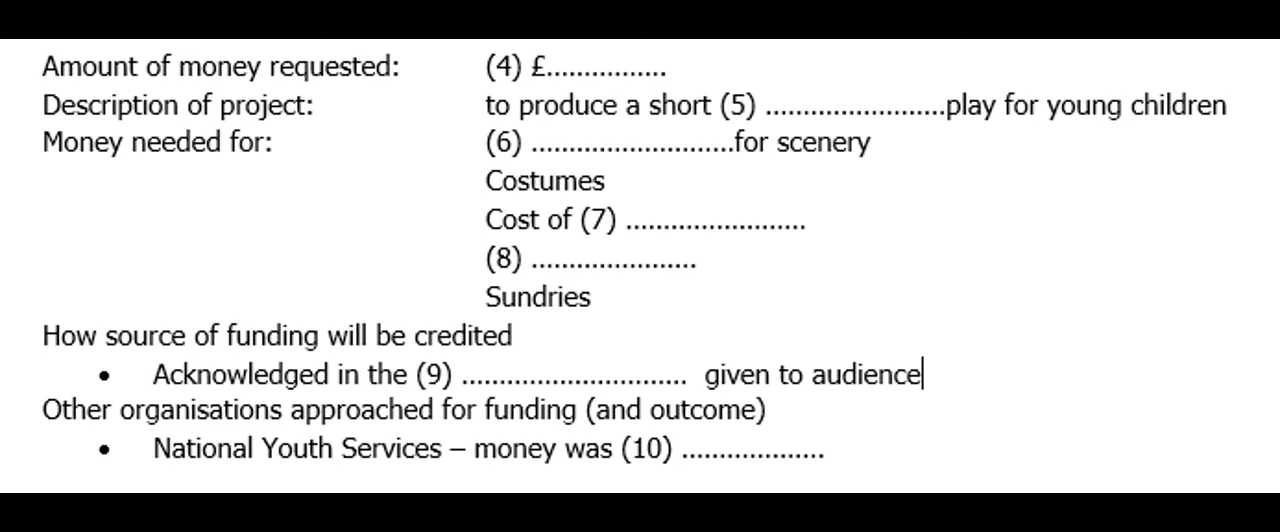 Amount of money requested: (4) £................
Description of project: to produce a short (5) ........................play for young children
Money needed for: (6) ...........................for scenery
Costumes
Cost of (7) ........................
(8) ......................
Sundries
How source of funding will be credited
• Acknowledged in the (9) .............................. given to audience
Other organisations approached for funding (and outcome)
• National Youth Services – money was (10) ...................